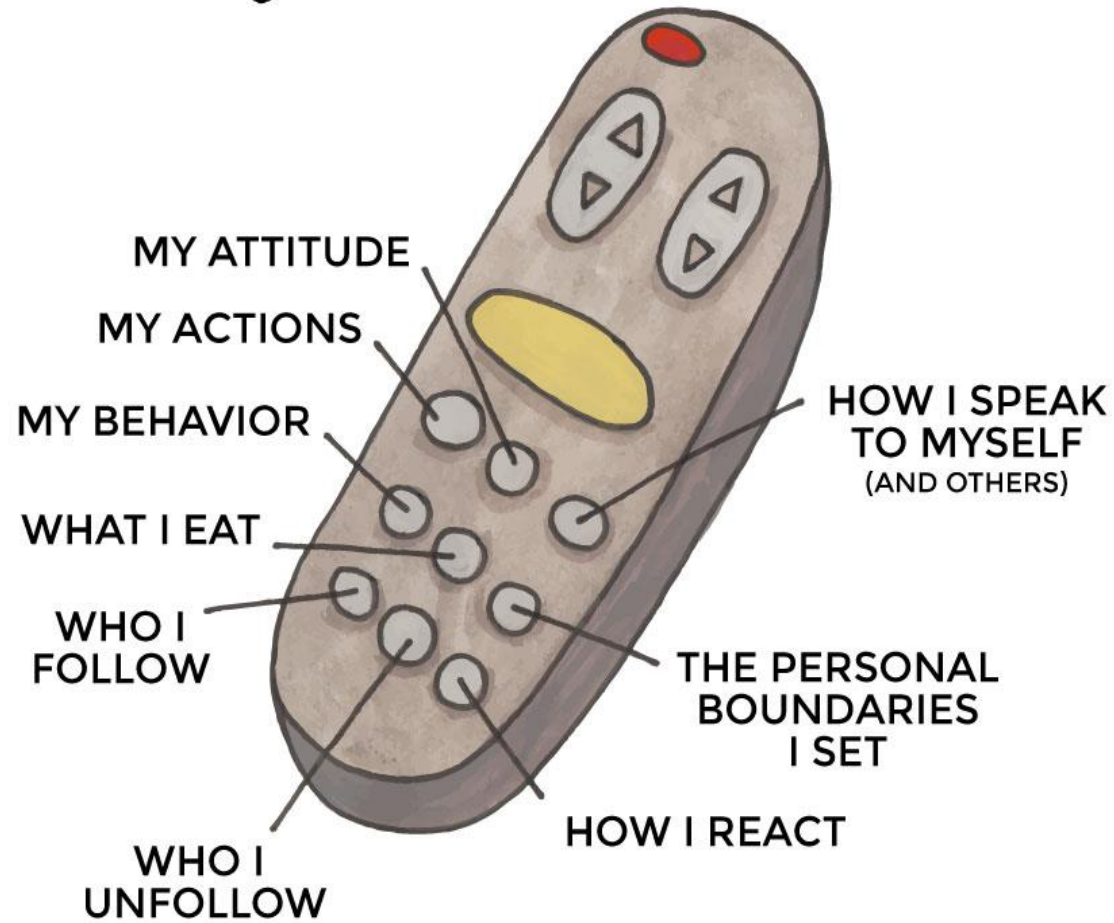 MY ATTITUDE
MY ACTIONS
MY BEHAVIOR
WHAT I EAT
WHO I
FOLLOW
WHO I
UNFOLLOW
HOW I SPEAK
TO MYSELF
(AND OTHERS)
THE PERSONAL
BOUNDARIES
I SET
HOW I REACT